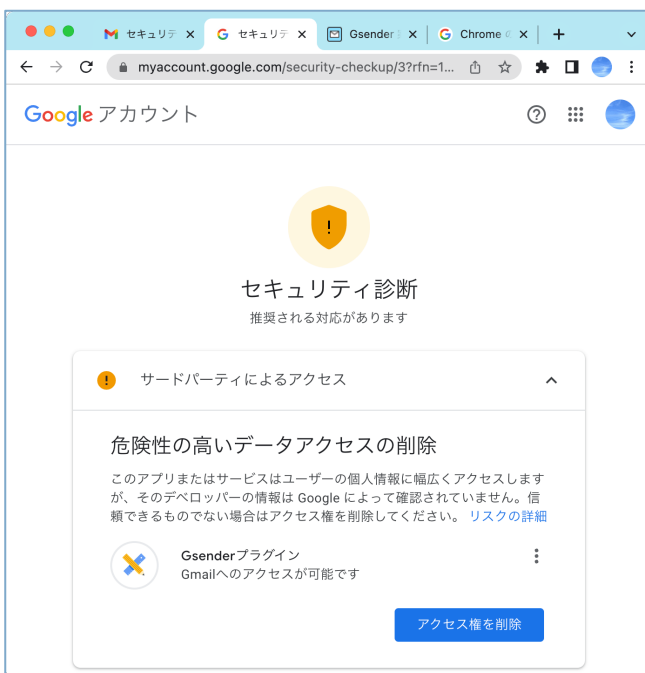 セキュリテ
セキュリテ
Gsender
Chrome
myaccount.google.com/security-checkup/3?rfn=1...
Google アカウント
セキュリティ診断
推奨される対応があります
サードパーティによるアクセス
危険性の高いデータアクセスの削除
このアプリまたはサービスはユーザーの個人情報に幅広くアクセスします
が、そのデベロッパーの情報は Google によって確認されていません。信
頼できるものでない場合はアクセス権を削除してください。 リスクの詳細
Gsenderプラグイン
Gmailへのアクセスが可能です
アクセス権を削除